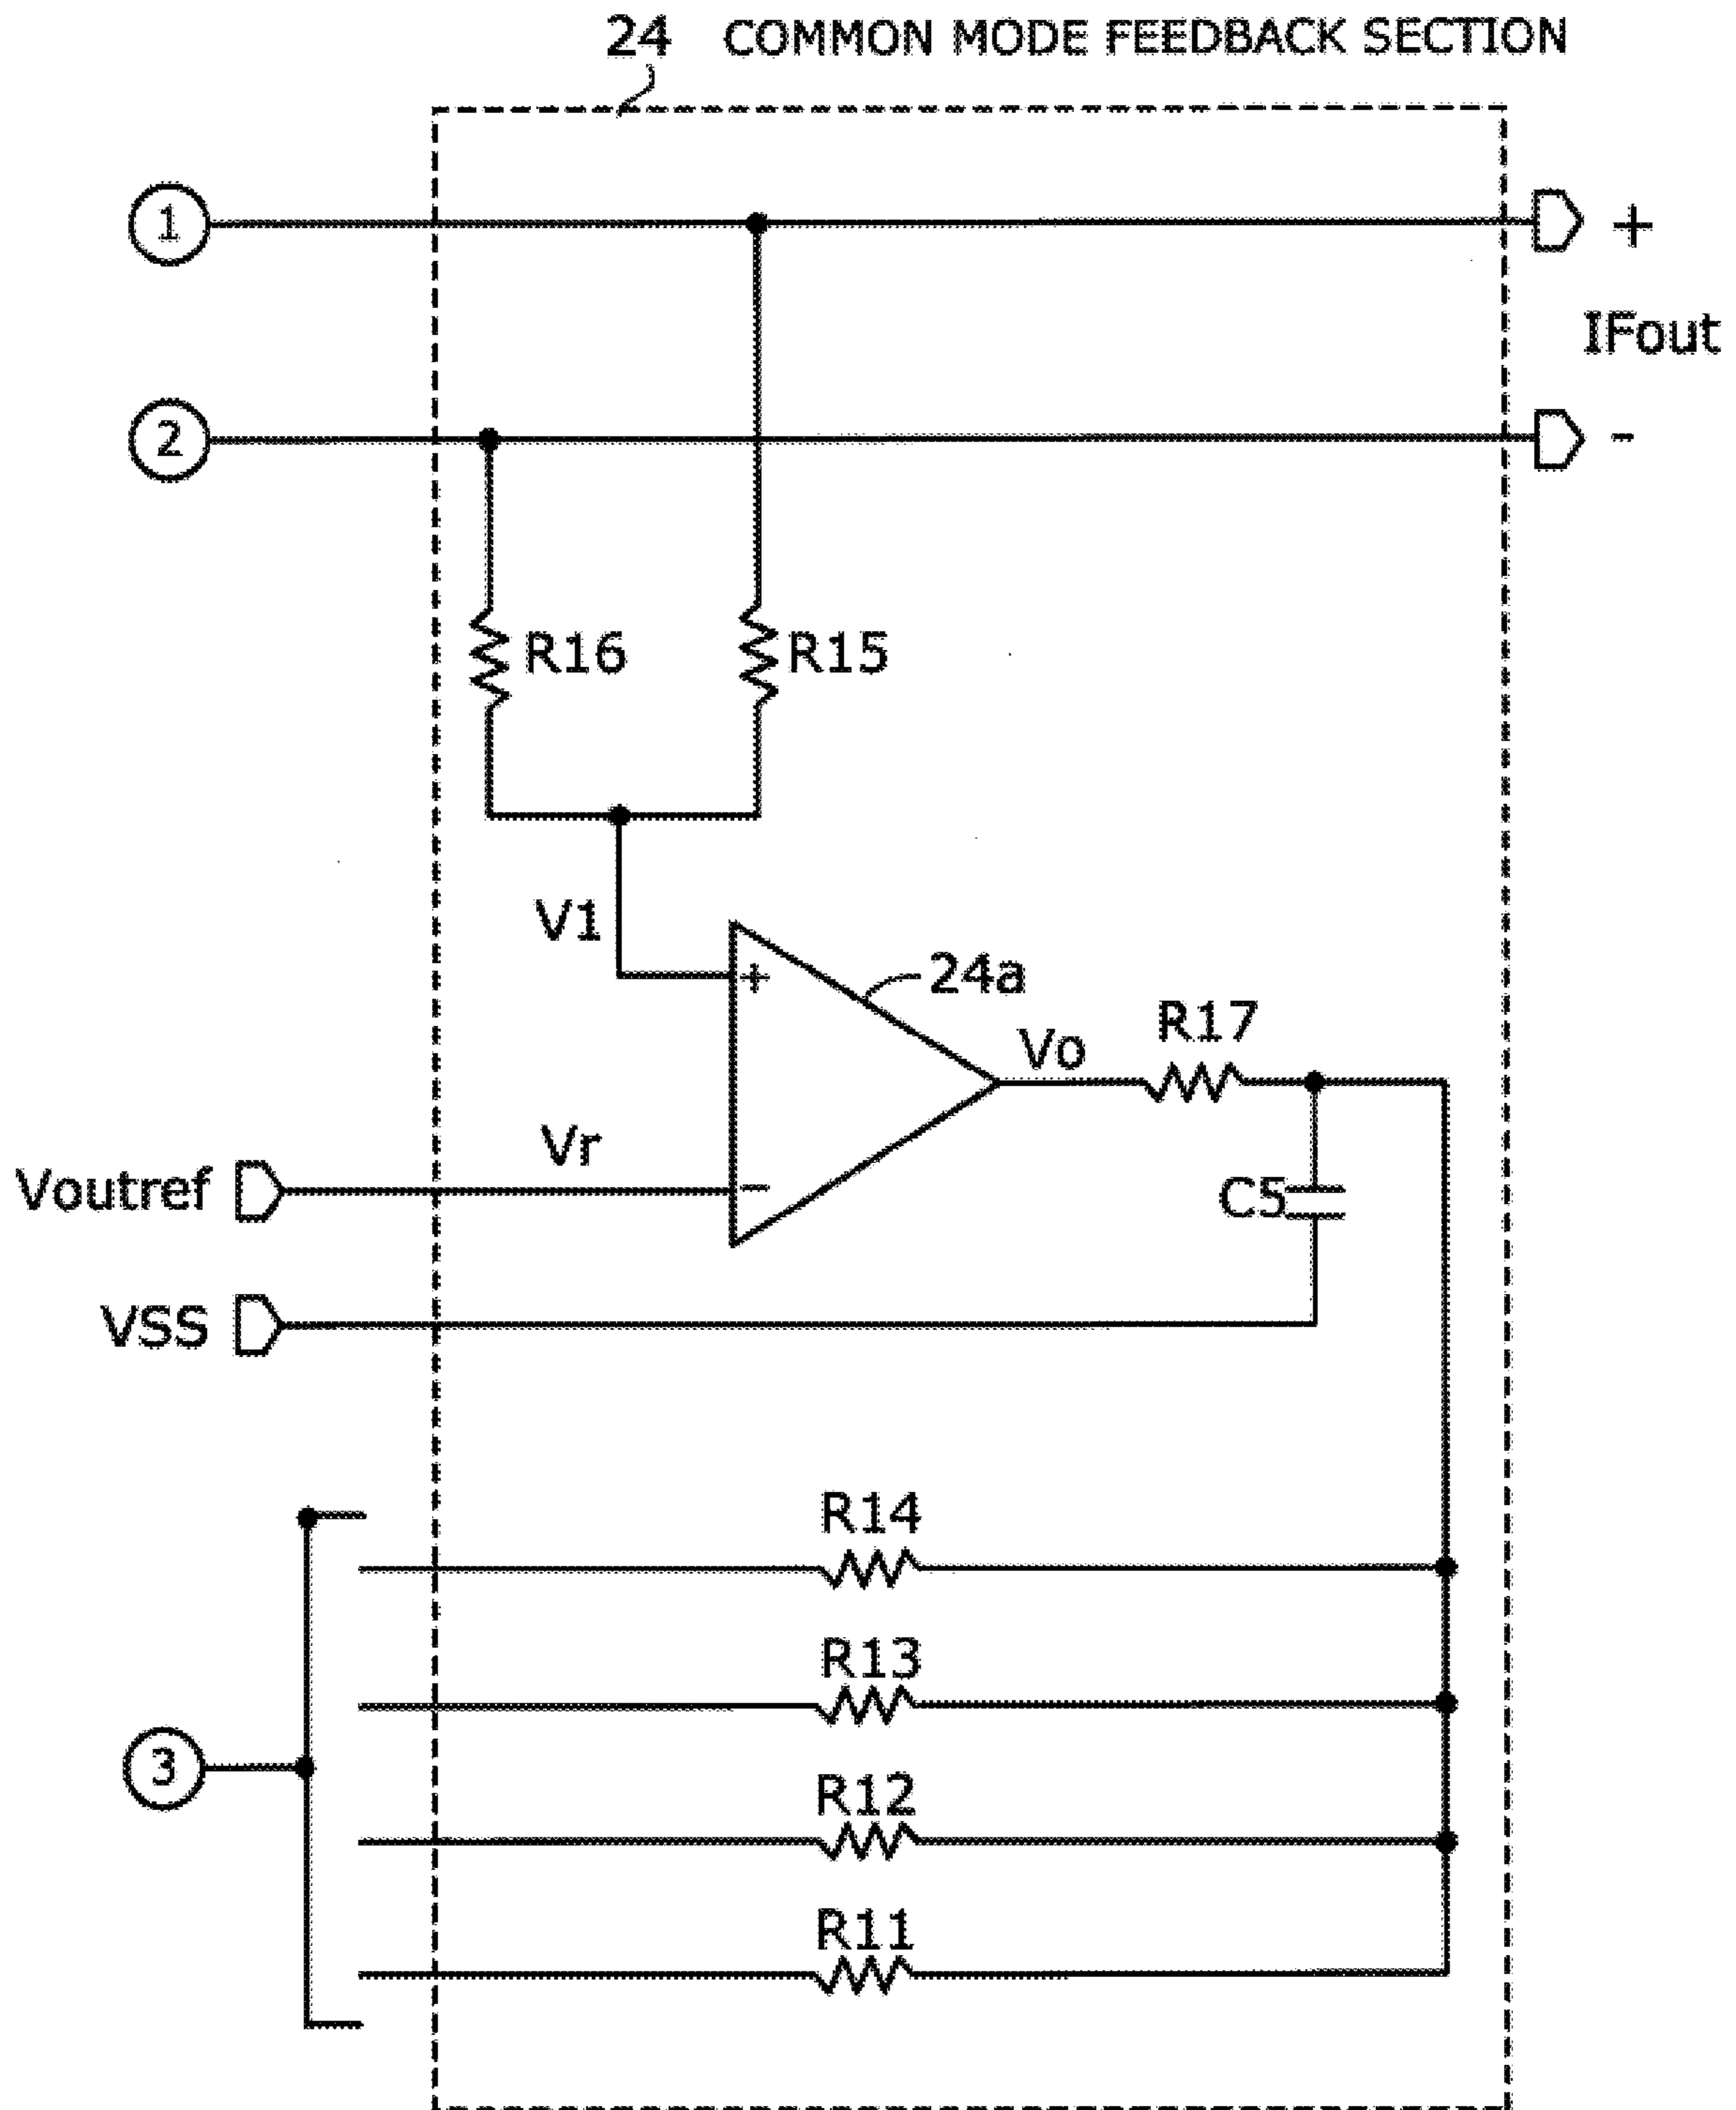 24 COMMON MODE FEEDBACK SECTION
1
+
IFout
2
-
R16
R15
V1
+
24a
R17
Vo
Vr
Voutref
-
C5
VSS
R14
R13
3
R12
R11